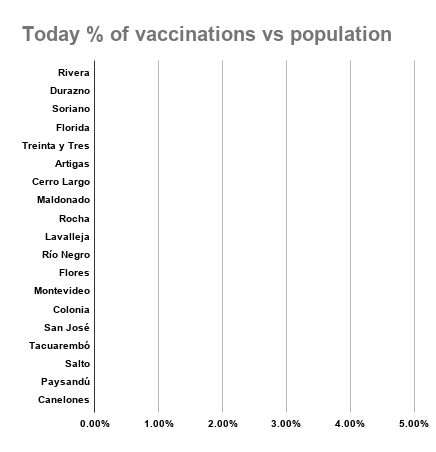 Today % of vaccinations vs population
Rivera
Durazno
Soriano
Florida
Treinta y Tres
Artigas
Cerro Largo
Maldonado
Rocha
Lavalleja
Río Negro
Flores
Montevideo
Colonia
San José
Tacuarembó
Salto
Paysandú
Canelones
0.00% 1.00% 2.00% 3.00% 4.00% 5.00%